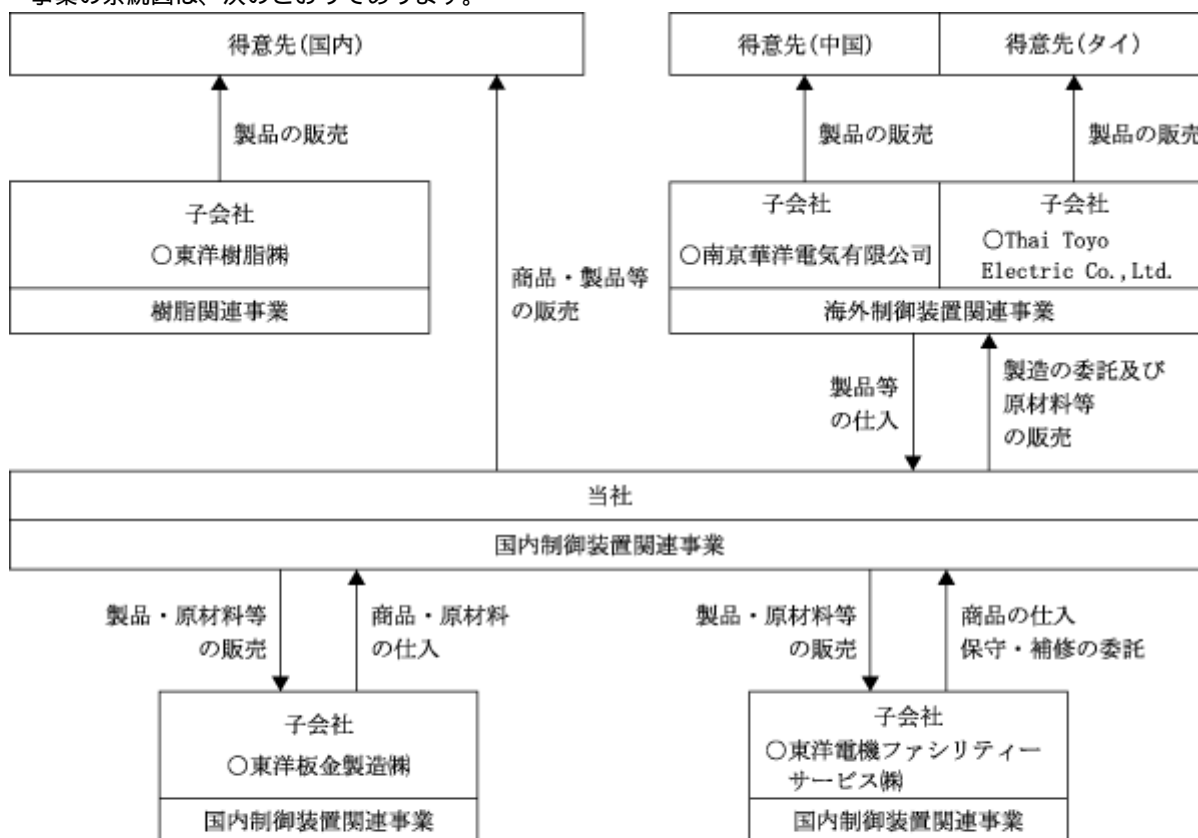 事業の系統図は、次のとおりであります。
得意先(国内)
得意先(中国)
得意先(タイ)
製品の販売
製品の販売
製品の販売
子会社
○東洋樹脂㈱
樹脂関連事業
商品・製品等
の販売
子会社
○南京華洋電気有限公司
子会社
○Thai Toyo
Electric Co.,Ltd.
海外制御装置関連事業
製品等
の仕入
製造の委託及び
原材料等
の販売
当社
国内制御装置関連事業
製品・原材料等
の販売
商品・原材料
の仕入
製品・原材料等
の販売
商品の仕入
保守・補修の委託
子会社
○東洋板金製造㈱
国内制御装置関連事業
子会社
○東洋電機ファシリティー
サービス㈱
国内制御装置関連事業